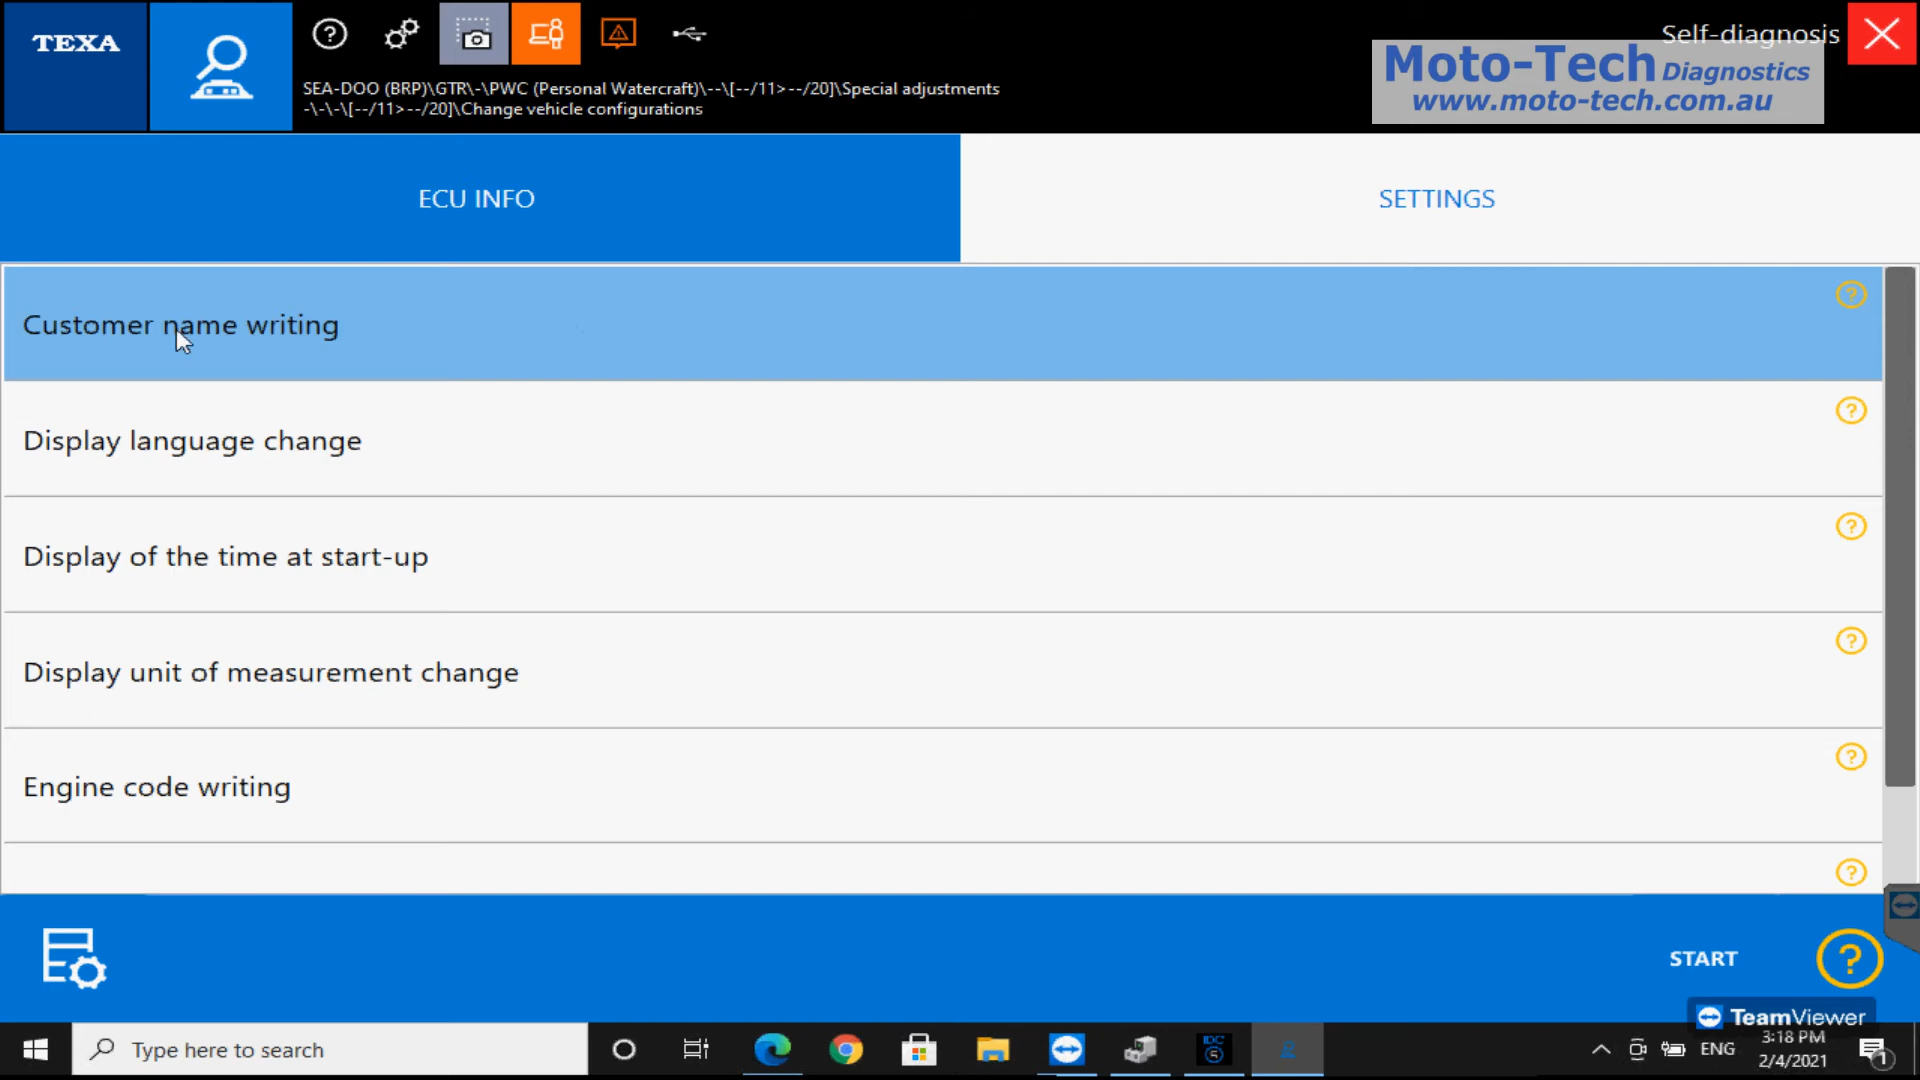 TEXA
Self-diagnosis
Moto-Tech Diagnostics
www.moto-tech.com.au
SEA-DOO (BRP)\GTR\-\PWC (Personal Watercraft)\--\[--/11>--/20]\Special adjustments
-\-\-\[--/11>--/20]\Change vehicle configurations
ECU INFO
SETTINGS
Customer name writing
Display language change
Display of the time at start-up
Display unit of measurement change
Engine code writing
START
TeamViewer
Type here to search
IDC
5
ENG
3:18 PM
2/4/2021
1